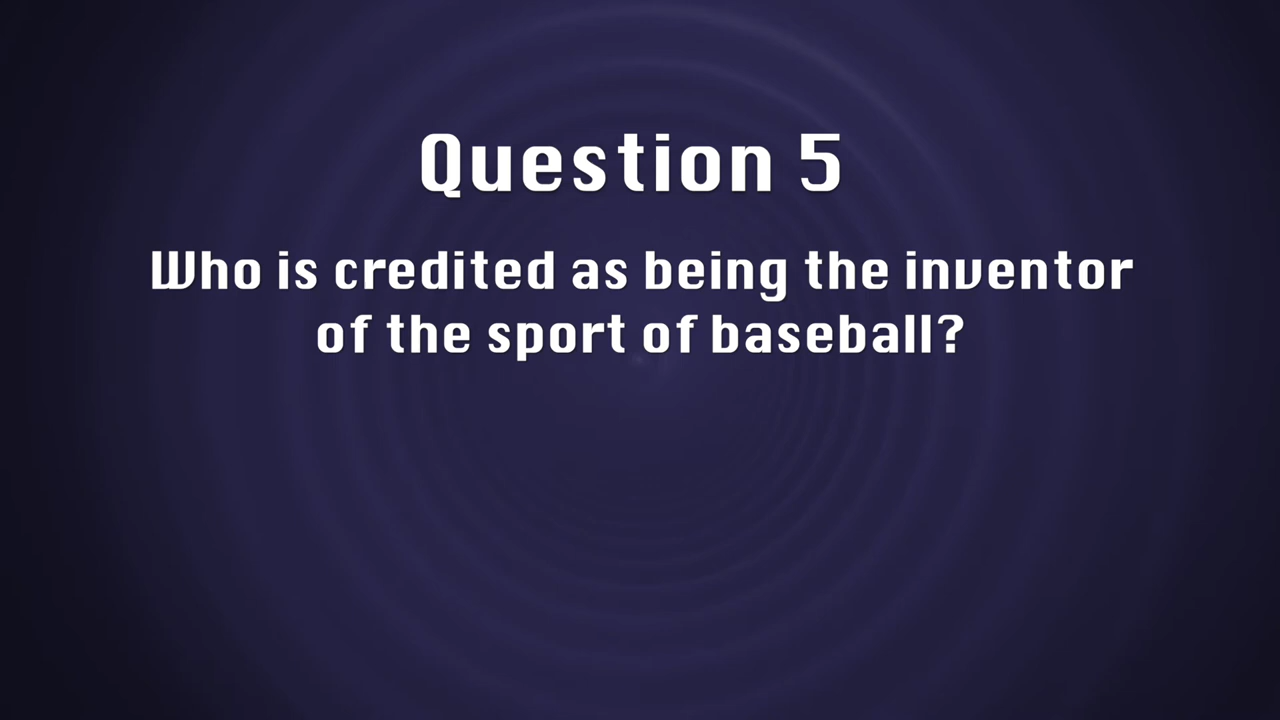 Question 5
Who is credited as being the inventor
of the sport of baseball?